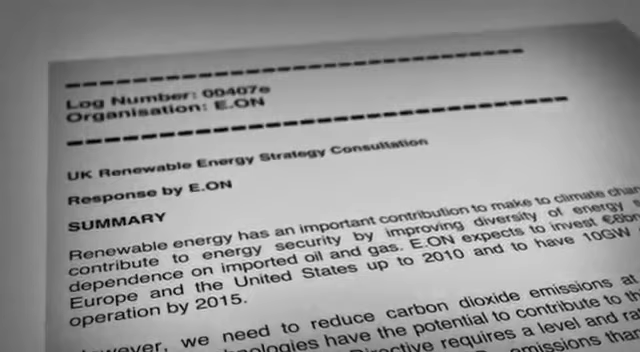 Log Number: 00407e
Organisation: E.ON
UK Renewable Energy Strategy Consultation
Response by E.ON
SUMMARY
Renewable energy has an important contribution to make to climate
contribute to energy security by improving diversity of energy
dependence on imported oil and gas. E.ON expects to invest €6bn
Europe and the United States up to 2010 and to have 10GW
operation by 2015.
we need to reduce carbon dioxide emissions at
have the potential to contribute to
Directive requires a level and
emissions